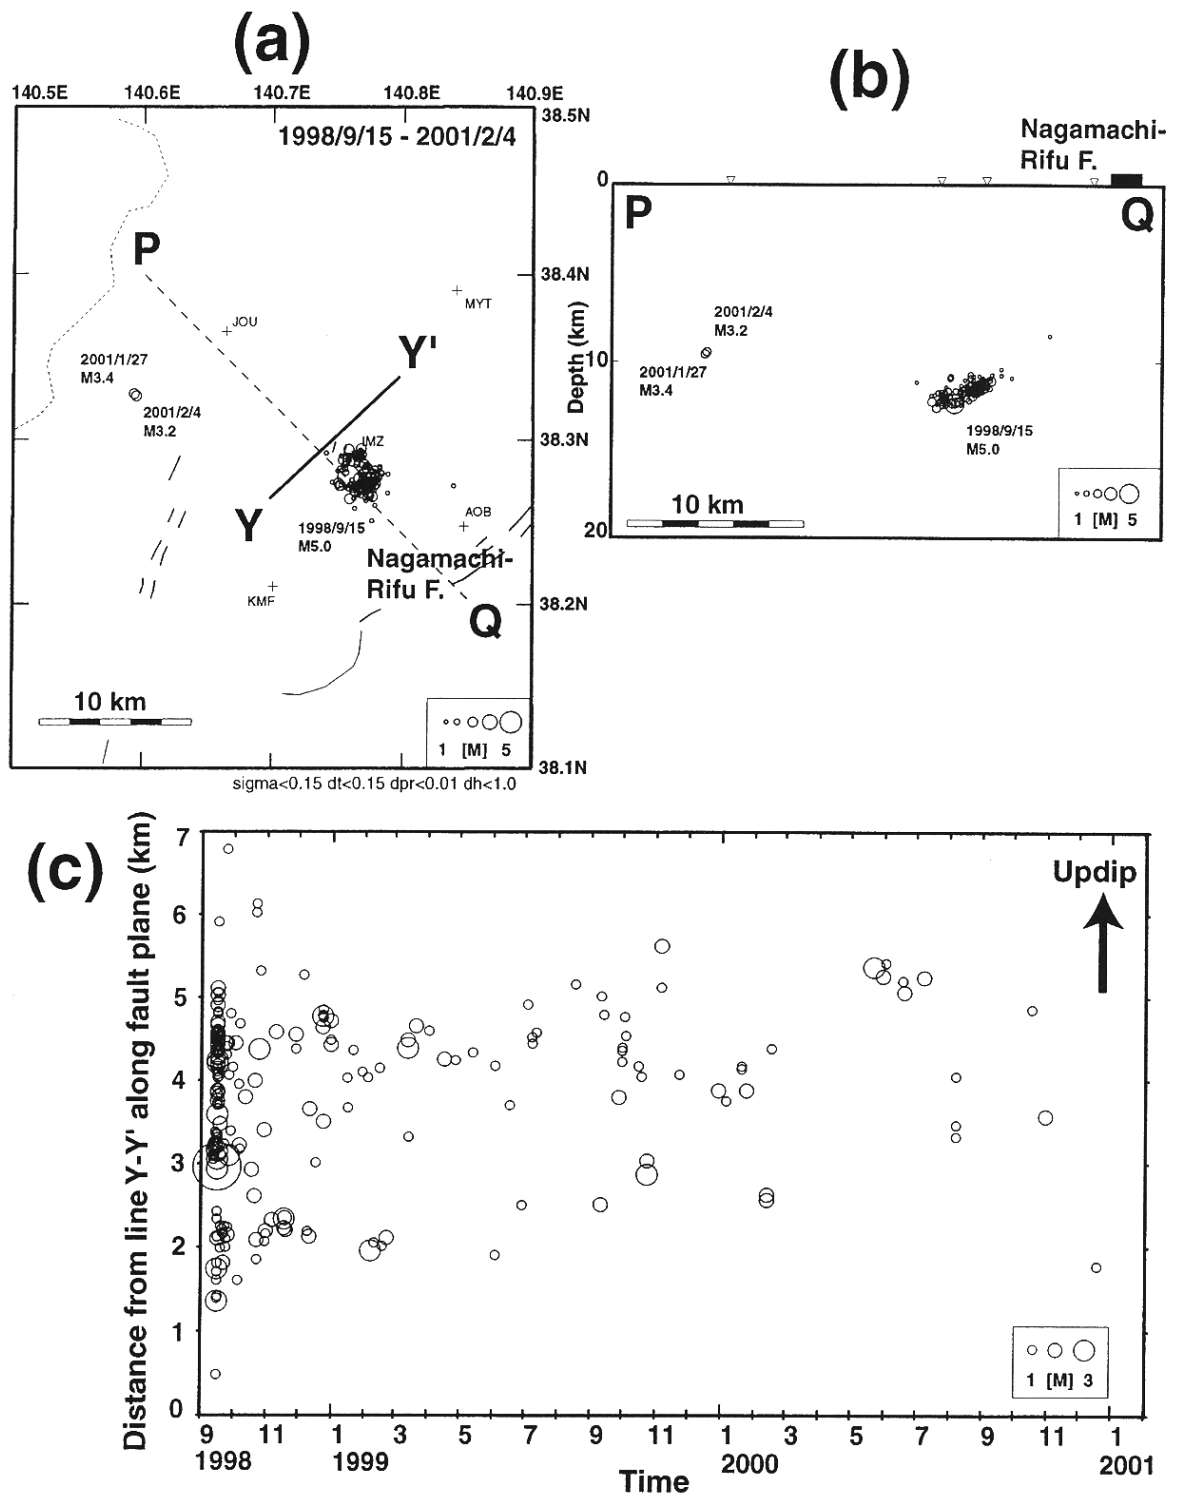 (a)
140.5E 140.6E 140.7E 140.8E 140.9E
38.5N
1998/9/15 - 2001/2/4
P
38.4N
MYT
JOU
Y'
2001/1/27
M3.4
2001/2/4
M3.2
38.3N
IMZ
Y
AOB
1998/9/15
M5.0
Nagamachi-
Rifu F.
KMF
38.2N
Q
10 km
1 [M] 5
38.1N
sigma<0.15 dt<0.15 dpr<0.01 dh<1.0
(b)
Nagamachi-
Rifu F.
0
P
Q
Depth (km)
2001/2/4
M3.2
10
2001/1/27
M3.4
1998/9/15
M5.0
10 km
1 [M] 5
20
(c)
Distance from line Y-Y' along fault plane (km)
7
Updip
6
5
4
3
2
1
0
1 [M] 3
9 11 1 3 5 7 9 11 1 3 5 7 9 11 1
1998 1999 2000 2001
Time